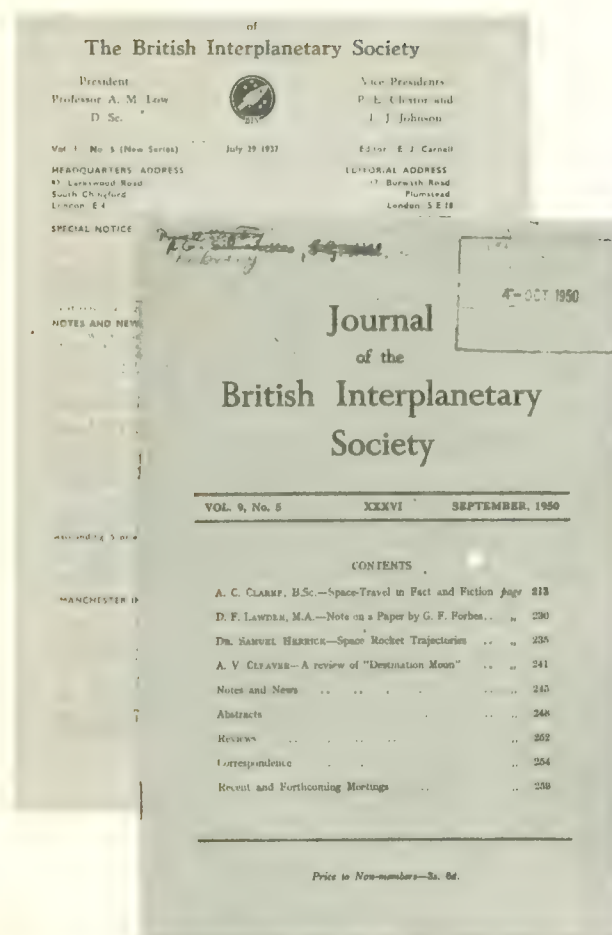 of
The British Interplanetary Society
President
Professor A. M. Low
D. Sc.
Vice Presidents
P. E. Cleator and
L. J. Johnson
BIS
Vol 1 No 5 (New Series) July 29 1937 Editor E J Carnell
HEADQUARTERS ADDRESS
Larkswood Road
South Chingford
London E 4
EDITORIAL ADDRESS
17 Burwash Road
Plumstead
London S E 18
SPECIAL NOTICE
NOTES AND NEW
MANCHESTER
OCT 1950
Journal
of the
British Interplanetary
Society
VOL. 9, No. 5 XXXVI SEPTEMBER, 1950
CONTENTS
A. C. CLARKE, B.Sc.—Space-Travel in Fact and Fiction page 213
D. F. LAWDEN, M.A.—Note on a Paper by G. F. Forbes .. „ 230
DR. SAMUEL HERRICK—Space Rocket Trajectories .. „ 235
A. V. CLEAVER—A review of "Destination Moon" .. „ 241
Notes and News .. .. . . .. .. 245
Abstracts . .. .. 248
Reviews .. . .. .. .. 252
Correspondence . . .. 254
Recent and Forthcoming Meetings .. .. 259
Price to Non-members—3s. 6d.